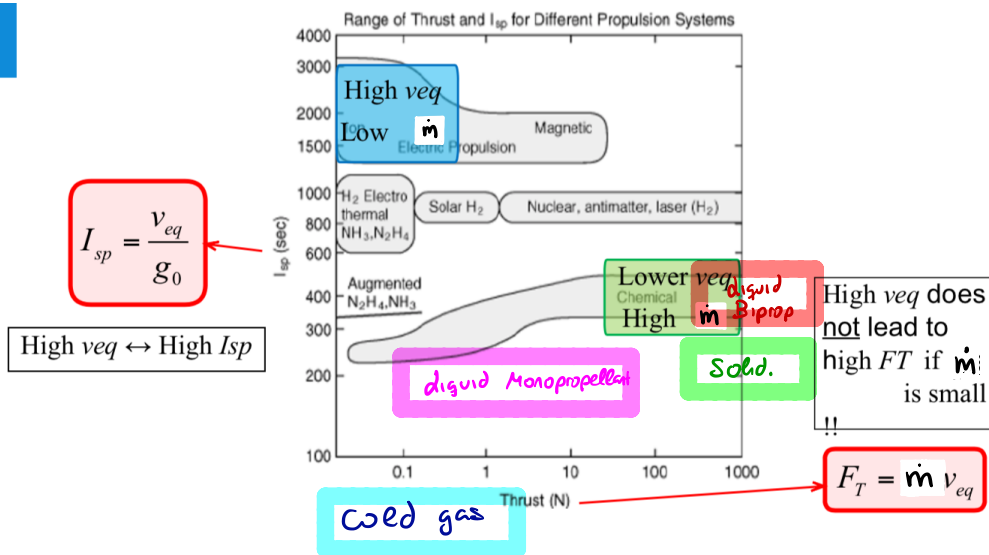 Range of Thrust and Isp for Different Propulsion Systems
4000
3000
2000
1500
1000
800
600
400
300
200
100
Isp (sec)
High veq
Low ṁ
Electric Propulsion
Magnetic
H2 Electro
thermal
NH3,N2H4
Solar H2
Nuclear, antimatter, laser (H2)
Augmented
N2H4,NH3
Lower veq
Chemical
High ṁ
Liquid
Biprop
Liquid Monopropellant
Solid.
0.1
1
10
100
1000
Thrust (N)
Cold gas
Isp = veq / g0
High veq ↔ High Isp
High veq does
not lead to
high FT if ṁ
is small
!!
FT = ṁ veq